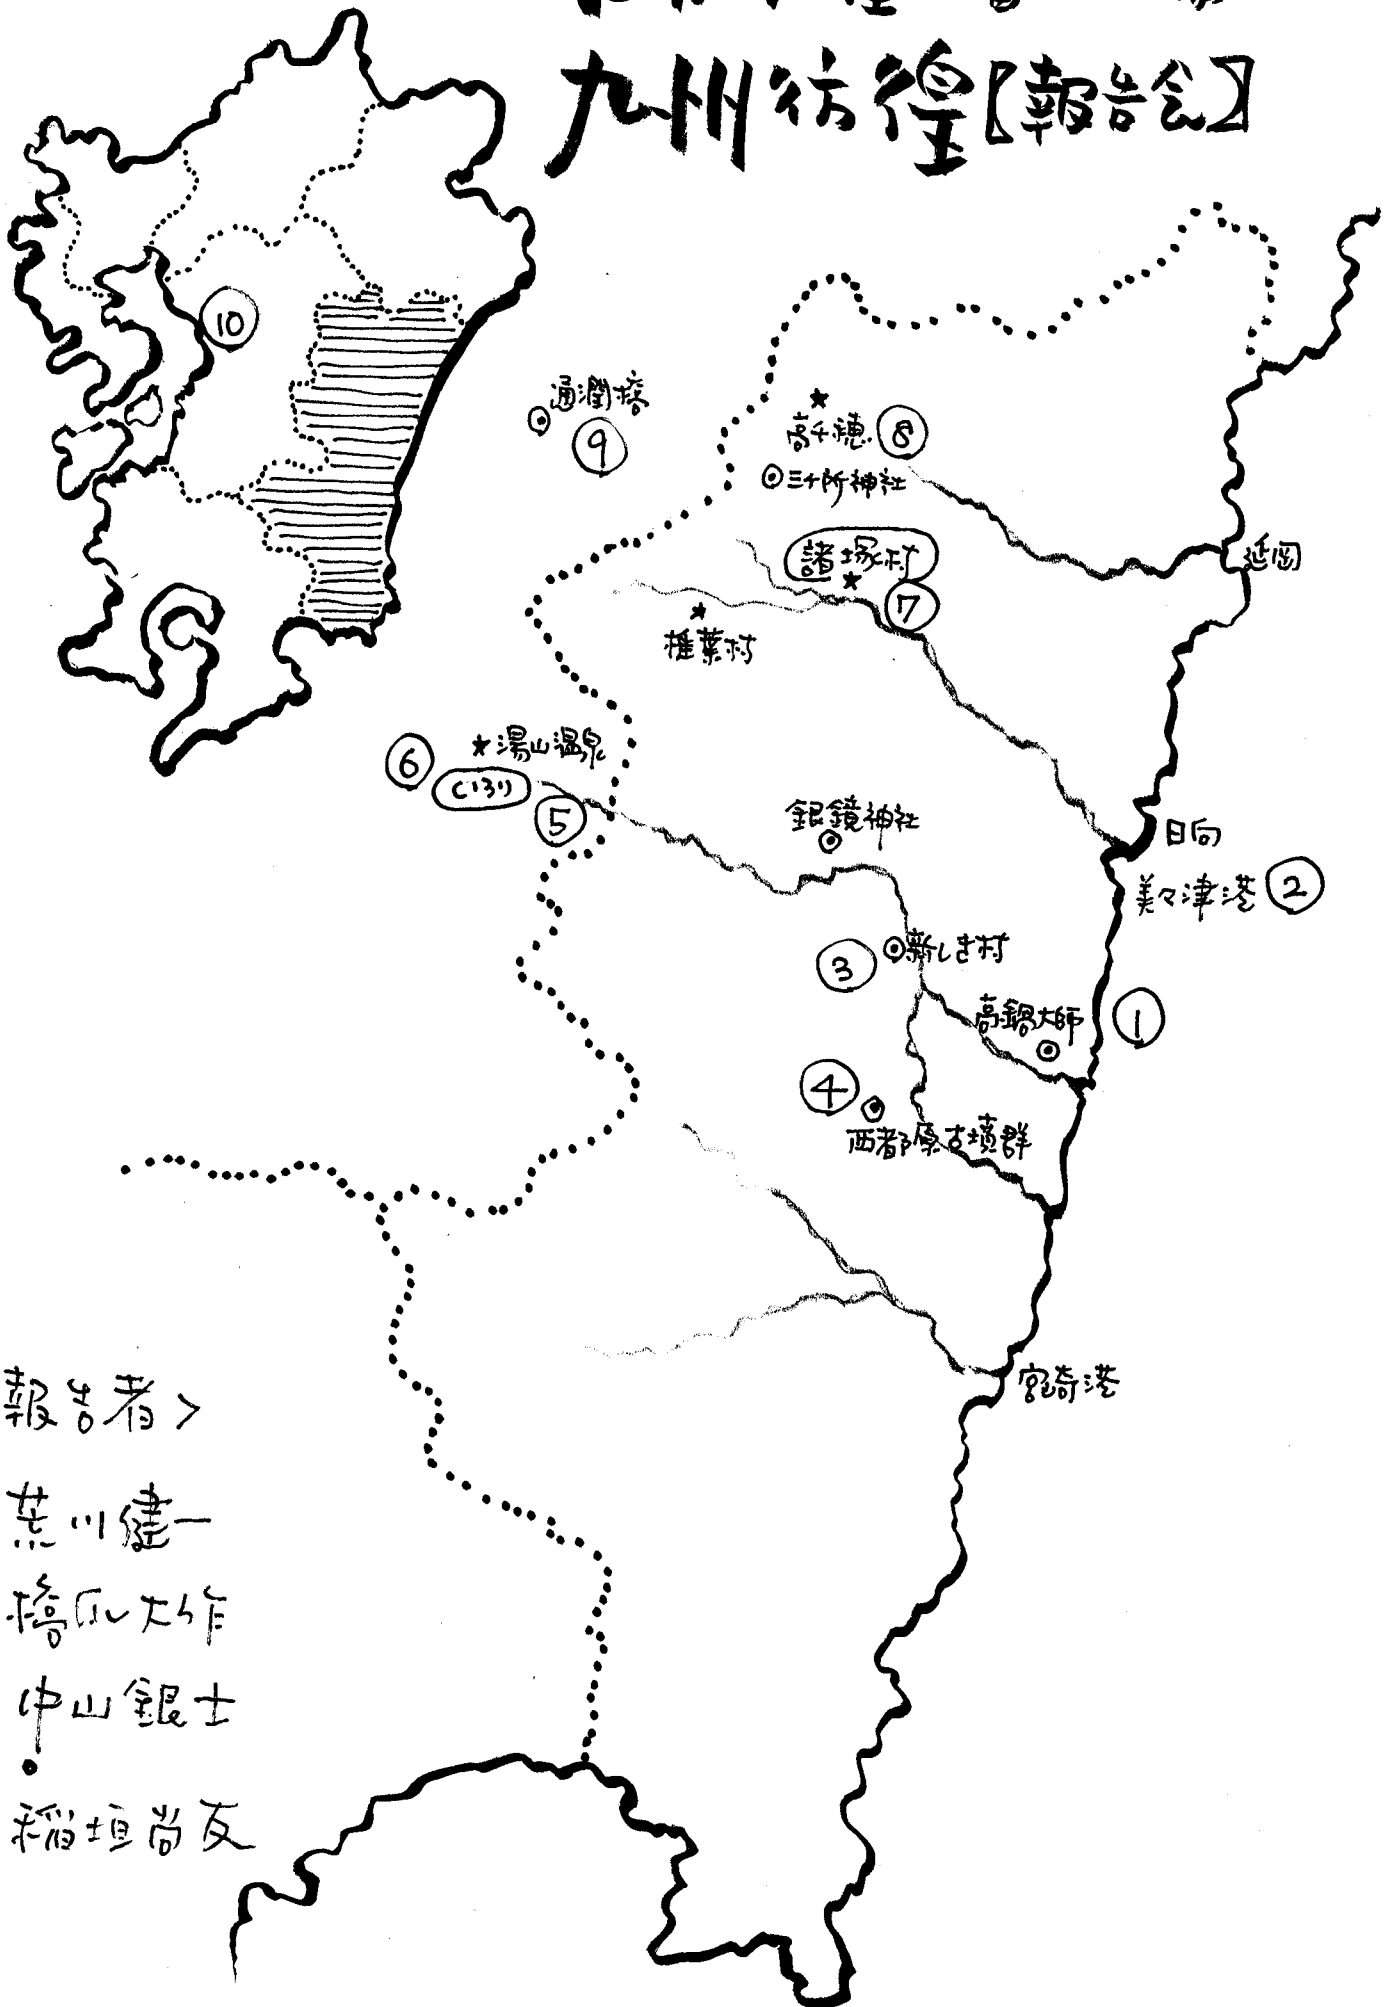 九州彷徨【報告会】
⑩
通潤橋
⑨
高千穂
⑧
三ケ所神社
諸塚村
⑦
延岡
椎葉村
湯山温泉
⑥
⑤
銀鏡神社
日向
美々津港
②
③
新しき村
高鍋大師
①
④
西都原古墳群
宮崎港
報告者>
荒川健一
橋爪大作
中山銀士
稲垣尚友